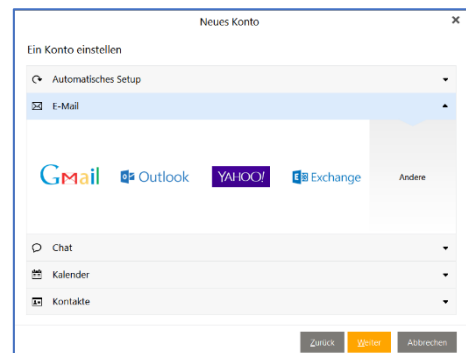 Neues Konto
Ein Konto einstellen
Automatisches Setup
E-Mail
Gmail Outlook YAHOO! Exchange Andere
Chat
Kalender
Kontakte
Zurück Weiter Abbrechen